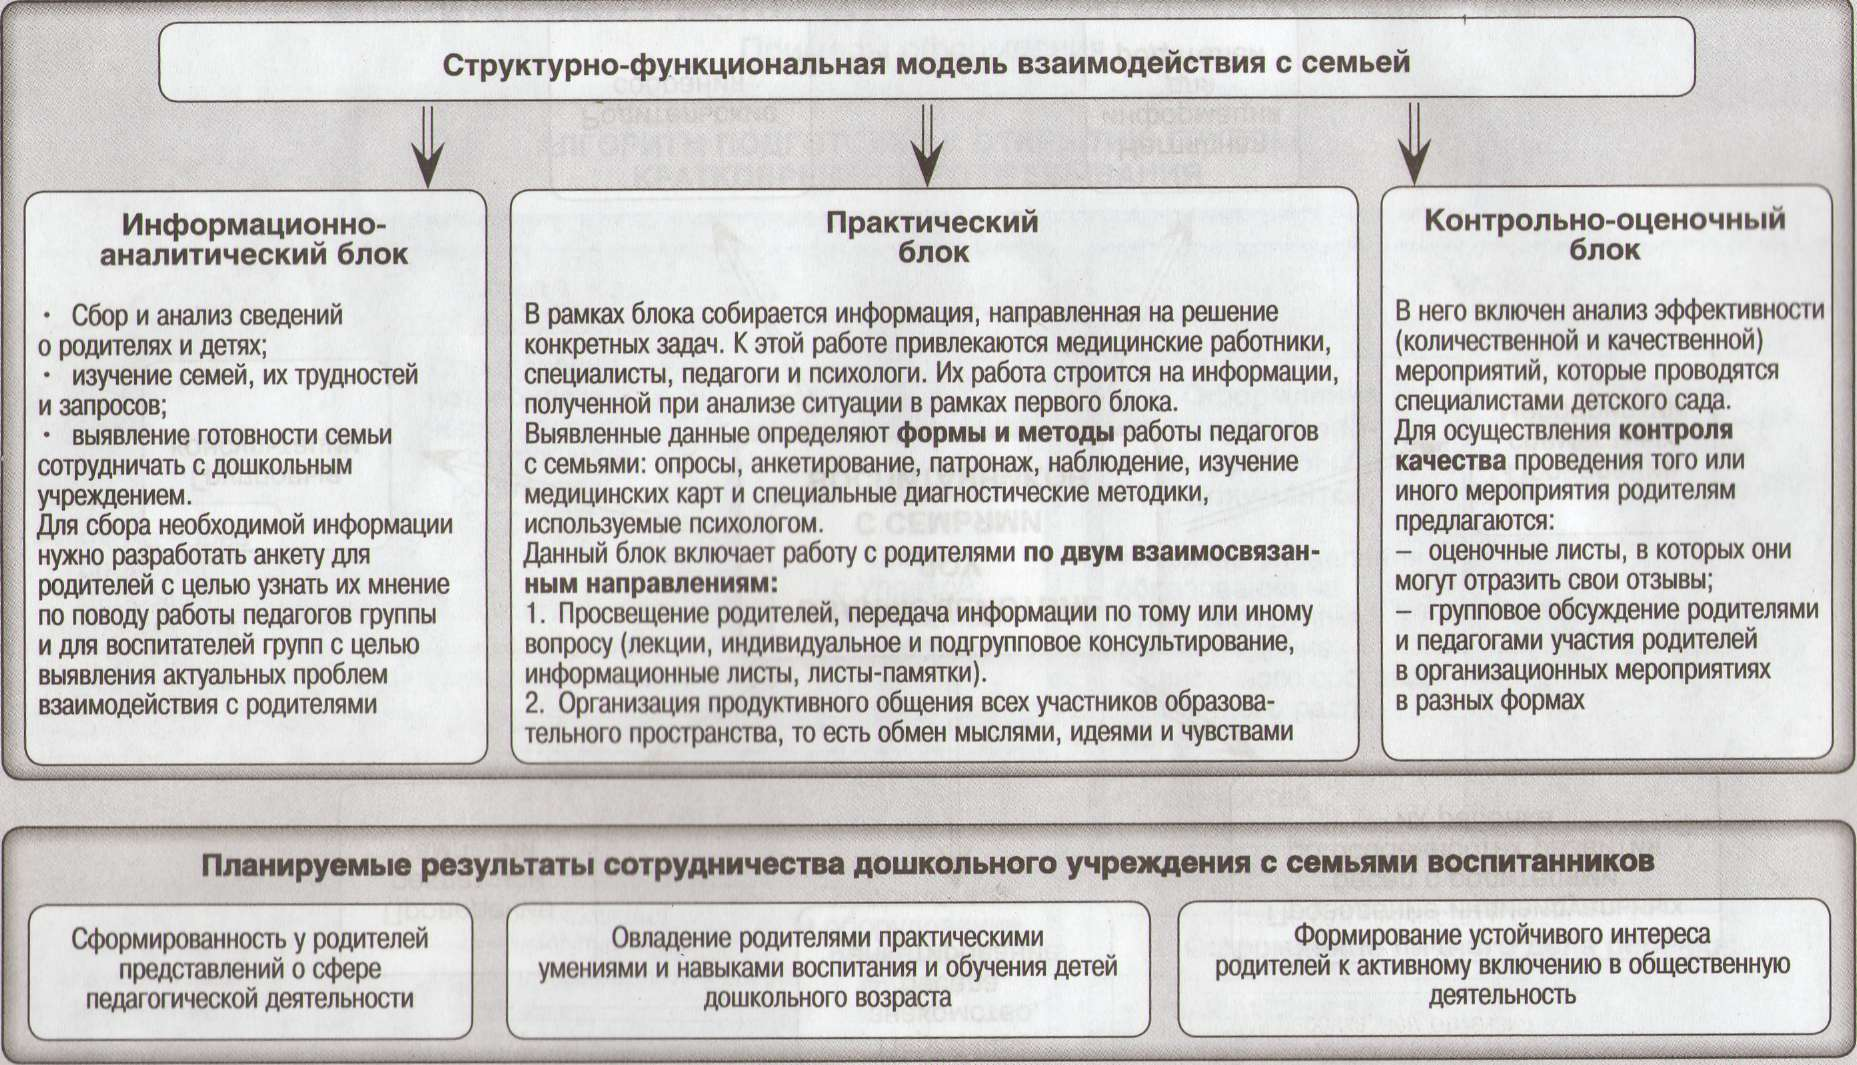 Структурно-функциональная модель взаимодействия с семьей
Информационно-
аналитический блок
· Сбор и анализ сведений
о родителях и детях;
· изучение семей, их трудностей
и запросов;
· выявление готовности семьи
сотрудничать с дошкольным
учреждением.
Для сбора необходимой информации
нужно разработать анкету для
родителей с целью узнать их мнение
по поводу работы педагогов группы
и для воспитателей групп с целью
выявления актуальных проблем
взаимодействия с родителями
Практический
блок
В рамках блока собирается информация, направленная на решение
конкретных задач. К этой работе привлекаются медицинские работники,
специалисты, педагоги и психологи. Их работа строится на информации,
полученной при анализе ситуации в рамках первого блока.
Выявленные данные определяют формы и методы работы педагогов
с семьями: опросы, анкетирование, патронаж, наблюдение, изучение
медицинских карт и специальные диагностические методики,
используемые психологом.
Данный блок включает работу с родителями по двум взаимосвязан-
ным направлениям:
1. Просвещение родителей, передача информации по тому или иному
вопросу (лекции, индивидуальное и подгрупповое консультирование,
информационные листы, листы-памятки).
2. Организация продуктивного общения всех участников образова-
тельного пространства, то есть обмен мыслями, идеями и чувствами
Контрольно-оценочный
блок
В него включен анализ эффективности
(количественной и качественной)
мероприятий, которые проводятся
специалистами детского сада.
Для осуществления контроля
качества проведения того или
иного мероприятия родителям
предлагаются:
– оценочные листы, в которых они
могут отразить свои отзывы;
– групповое обсуждение родителями
и педагогами участия родителей
в организационных мероприятиях
в разных формах
Планируемые результаты сотрудничества дошкольного учреждения с семьями воспитанников
Сформированность у родителей
представлений о сфере
педагогической деятельности
Овладение родителями практическими
умениями и навыками воспитания и обучения детей
дошкольного возраста
Формирование устойчивого интереса
родителей к активному включению в общественную
деятельность